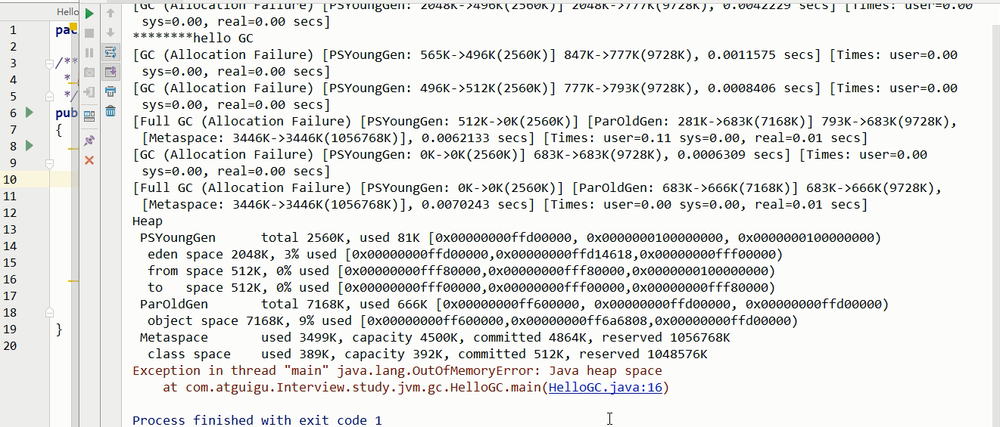 Hello
1 pac
2
3 /**
4 *
5 */
6 pub
7 {
8
9
10
11
12
13
14
15
16
17
18
19 }
20
[GC (Allocation Failure) [PSYoungGen: 2048K->496K(2560K)] 2048K->777K(9728K), 0.0042229 secs] [Times: user=0.00
sys=0.00, real=0.00 secs]
********hello GC
[GC (Allocation Failure) [PSYoungGen: 565K->496K(2560K)] 847K->777K(9728K), 0.0011575 secs] [Times: user=0.00
sys=0.00, real=0.00 secs]
[GC (Allocation Failure) [PSYoungGen: 496K->512K(2560K)] 777K->793K(9728K), 0.0008406 secs] [Times: user=0.00
sys=0.00, real=0.00 secs]
[Full GC (Allocation Failure) [PSYoungGen: 512K->0K(2560K)] [ParOldGen: 281K->683K(7168K)] 793K->683K(9728K),
[Metaspace: 3446K->3446K(1056768K)], 0.0062133 secs] [Times: user=0.11 sys=0.00, real=0.01 secs]
[GC (Allocation Failure) [PSYoungGen: 0K->0K(2560K)] 683K->683K(9728K), 0.0006309 secs] [Times: user=0.00
sys=0.00, real=0.00 secs]
[Full GC (Allocation Failure) [PSYoungGen: 0K->0K(2560K)] [ParOldGen: 683K->666K(7168K)] 683K->666K(9728K),
[Metaspace: 3446K->3446K(1056768K)], 0.0070243 secs] [Times: user=0.00 sys=0.00, real=0.01 secs]
Heap
PSYoungGen total 2560K, used 81K [0x00000000ffd00000, 0x0000000100000000, 0x0000000100000000)
eden space 2048K, 3% used [0x00000000ffd00000,0x00000000ffd14618,0x00000000fff00000)
from space 512K, 0% used [0x00000000fff80000,0x00000000fff80000,0x0000000100000000)
to space 512K, 0% used [0x00000000fff00000,0x00000000fff00000,0x00000000fff80000)
ParOldGen total 7168K, used 666K [0x00000000ff600000, 0x00000000ffd00000, 0x00000000ffd00000)
object space 7168K, 9% used [0x00000000ff600000,0x00000000ff6a6808,0x00000000ffd00000)
Metaspace used 3499K, capacity 4500K, committed 4864K, reserved 1056768K
class space used 389K, capacity 392K, committed 512K, reserved 1048576K
Exception in thread "main" java.lang.OutOfMemoryError: Java heap space
at com.atguigu.Interview.study.jvm.gc.HelloGC.main(HelloGC.java:16)
Process finished with exit code 1